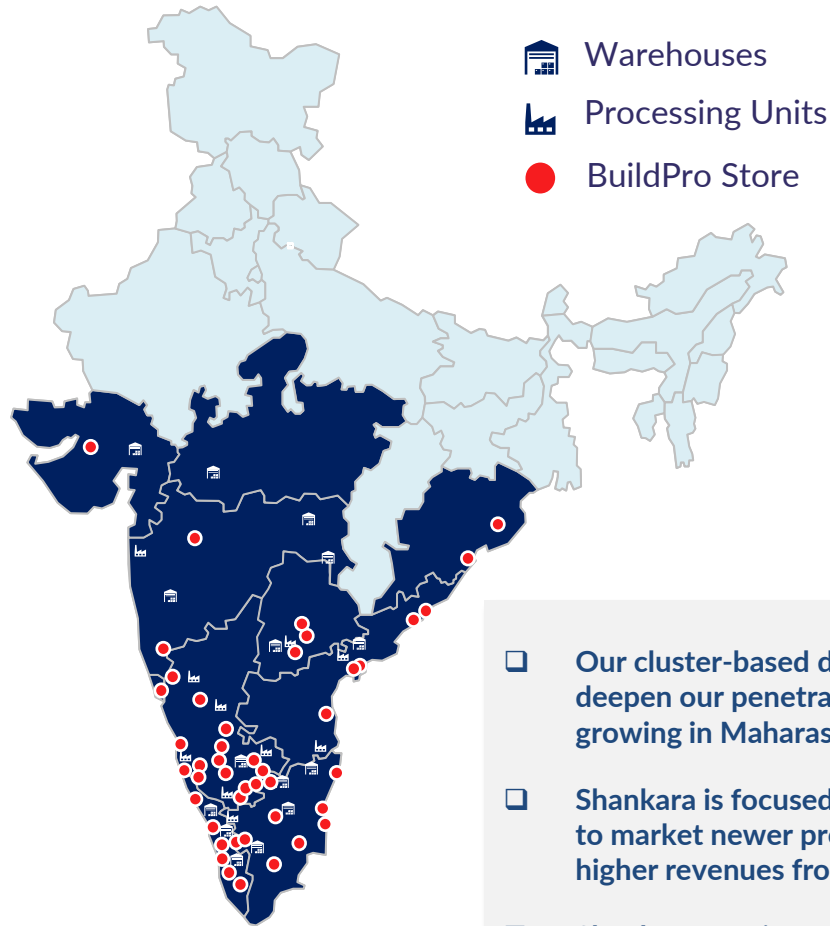 Warehouses
Processing Units
BuildPro Store
Our cluster-based d
deepen our penetra
growing in Maharas
Shankara is focused
to market newer pro
higher revenues fro